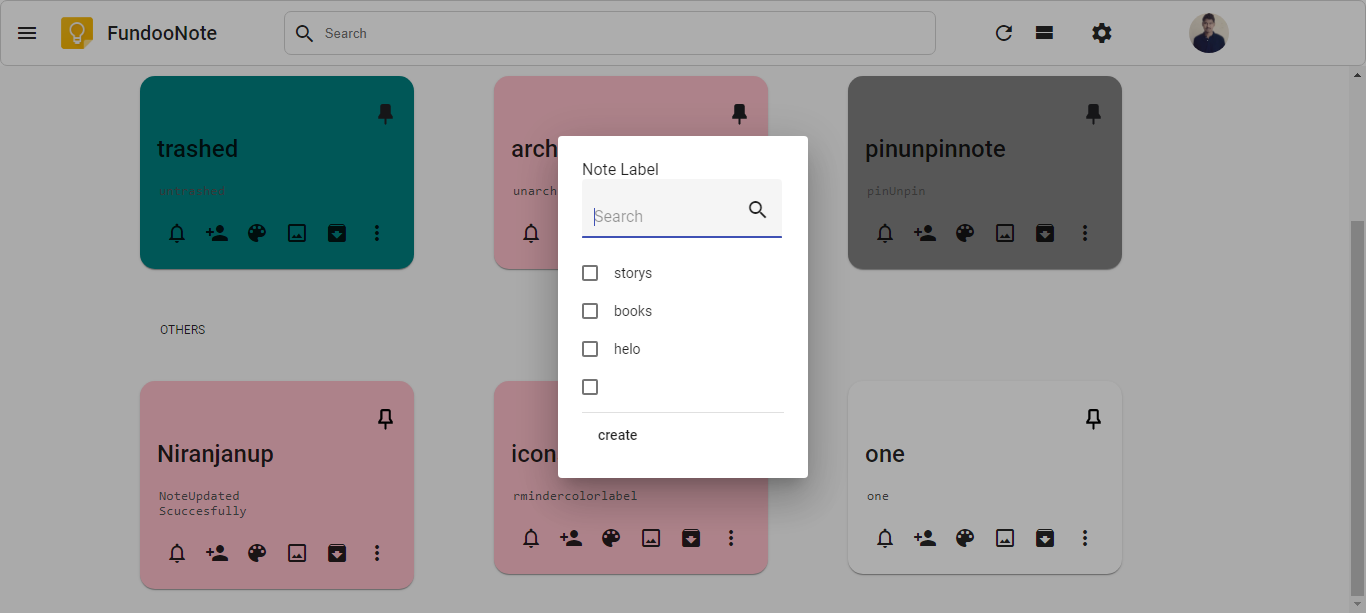 FundooNote
Search
trashed
untrashed
arch
unarch
pinunpinnote
pinUnpin
Note Label
Search
storys
books
helo
create
OTHERS
Niranjanup
NoteUpdated
Scuccesfully
icon
rmindercolorlabel
one
one